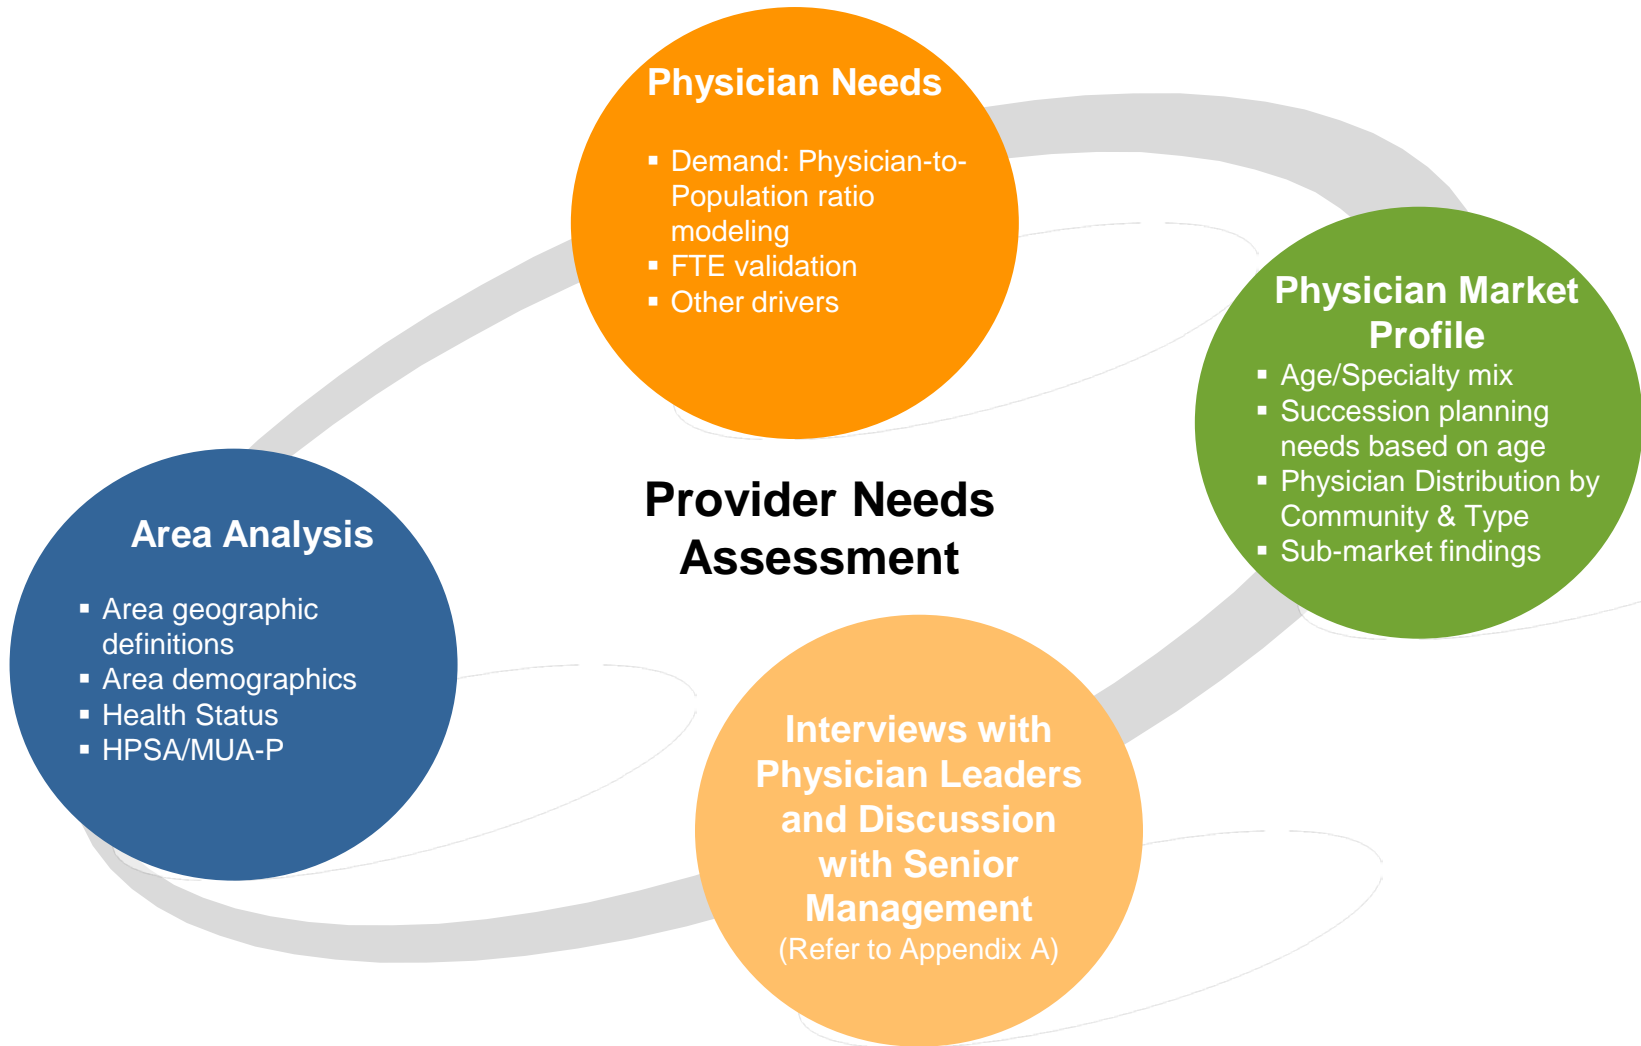 Physician Needs
▪ Demand: Physician-to-
Population ratio
modeling
▪ FTE validation
▪ Other drivers
Physician Market
Profile
▪ Age/Specialty mix
▪ Succession planning
needs based on age
▪ Physician Distribution by
Community & Type
▪ Sub-market findings
Provider Needs
Assessment
Area Analysis
▪ Area geographic
definitions
▪ Area demographics
▪ Health Status
▪ HPSA/MUA-P
Interviews with
Physician Leaders
and Discussion
with Senior
Management
(Refer to Appendix A)